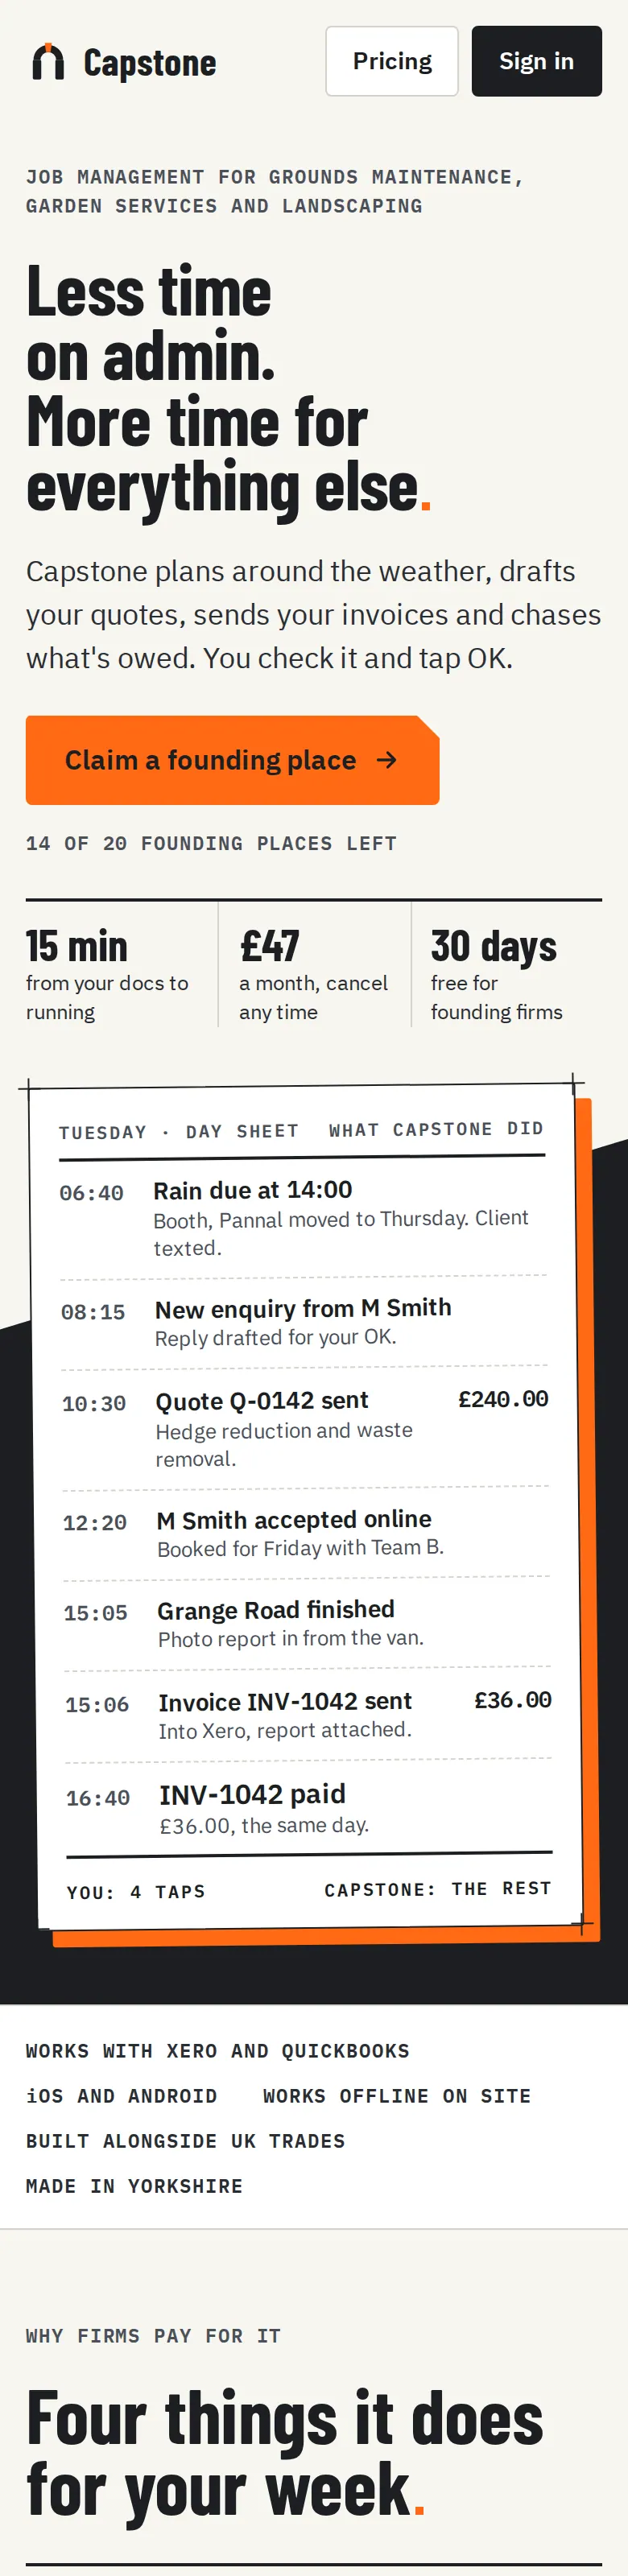 Capstone
Pricing
Sign in
JOB MANAGEMENT FOR GROUNDS MAINTENANCE,
GARDEN SERVICES AND LANDSCAPING
Less time
on admin.
More time for
everything else.
Capstone plans around the weather, drafts
your quotes, sends your invoices and chases
what's owed. You check it and tap OK.
Claim a founding place →
14 OF 20 FOUNDING PLACES LEFT
15 min
from your docs to
running
£47
a month, cancel
any time
30 days
free for
founding firms
TUESDAY · DAY SHEET
WHAT CAPSTONE DID
06:40
Rain due at 14:00
Booth, Pannal moved to Thursday. Client
texted.
08:15
New enquiry from M Smith
Reply drafted for your OK.
10:30
Quote Q-0142 sent
£240.00
Hedge reduction and waste
removal.
12:20
M Smith accepted online
Booked for Friday with Team B.
15:05
Grange Road finished
Photo report in from the van.
15:06
Invoice INV-1042 sent
£36.00
Into Xero, report attached.
16:40
INV-1042 paid
£36.00, the same day.
YOU: 4 TAPS
CAPSTONE: THE REST
WORKS WITH XERO AND QUICKBOOKS
iOS AND ANDROID
WORKS OFFLINE ON SITE
BUILT ALONGSIDE UK TRADES
MADE IN YORKSHIRE
WHY FIRMS PAY FOR IT
Four things it does
for your week.